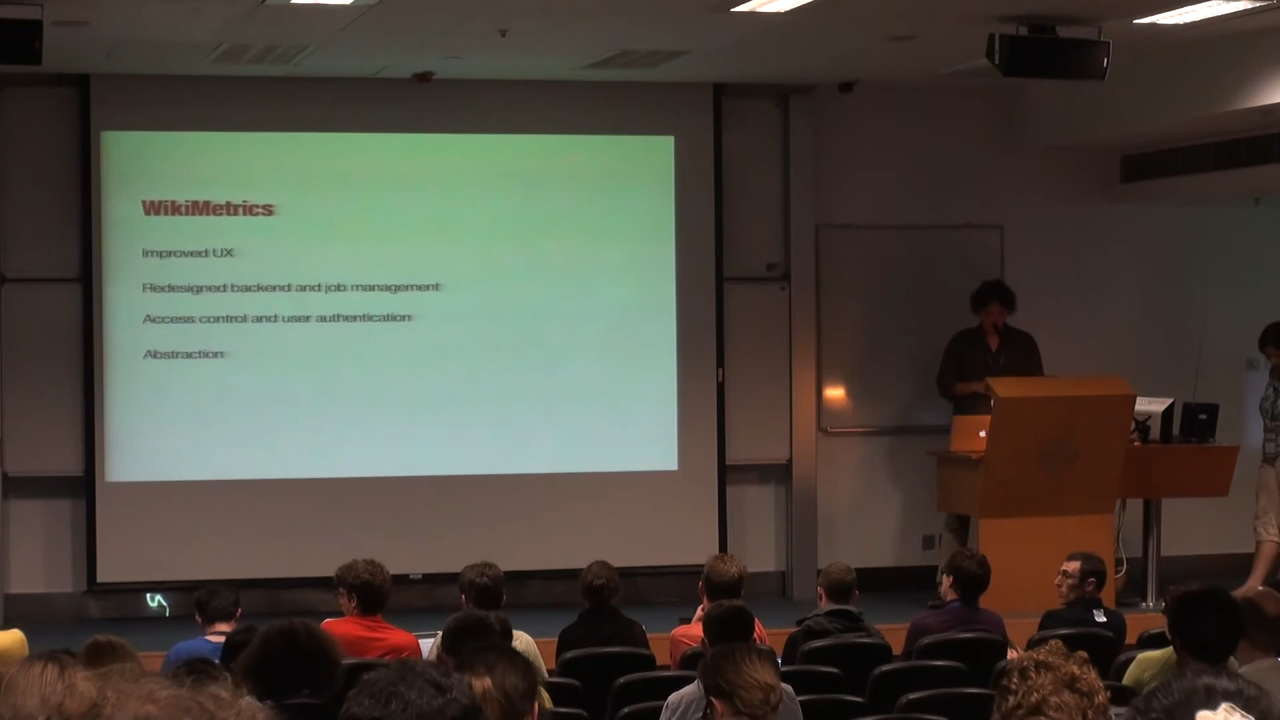 WikiMetrics
Improved UX
Redesigned backend and job management
Access control and user authentication
Abstraction